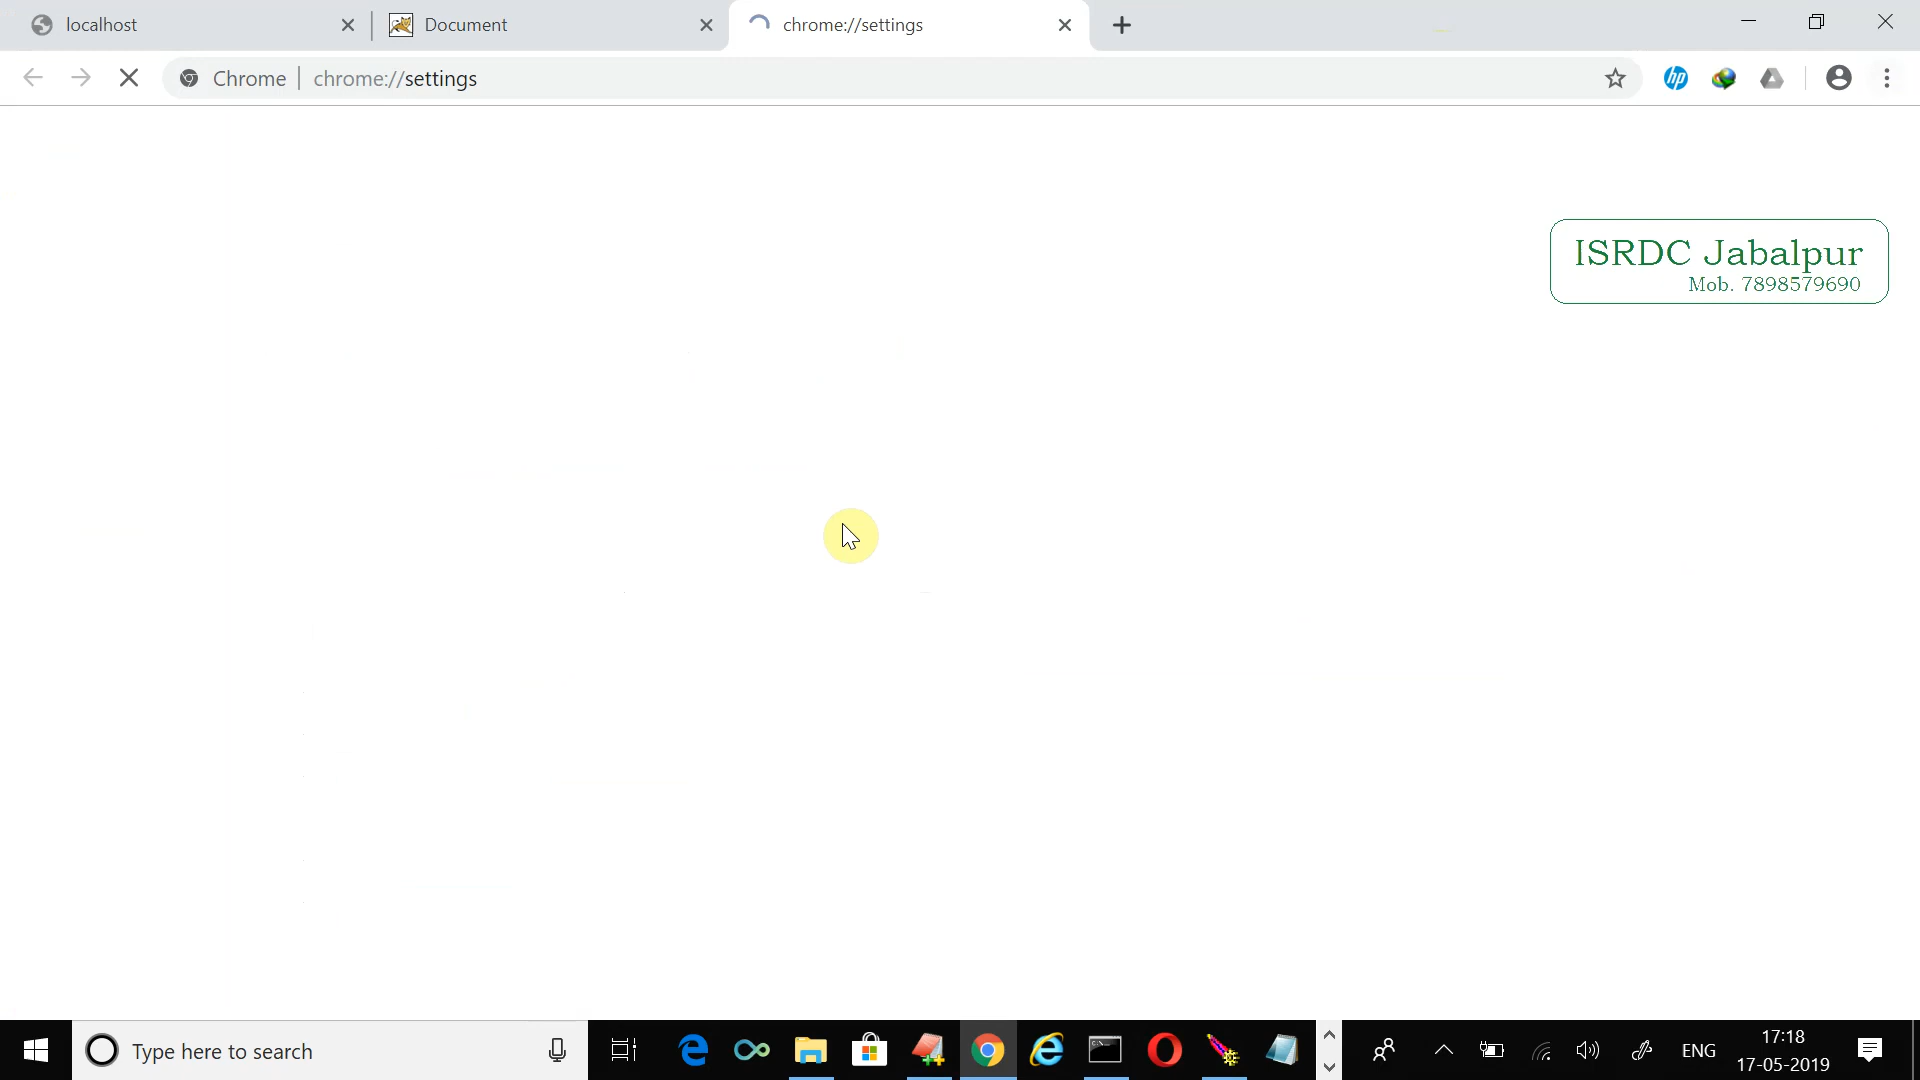 localhost
Document
chrome://settings
Chrome
chrome://settings
hp
ISRDC Jabalpur
Mob. 7898579690
Type here to search
ENG
17:18
17-05-2019